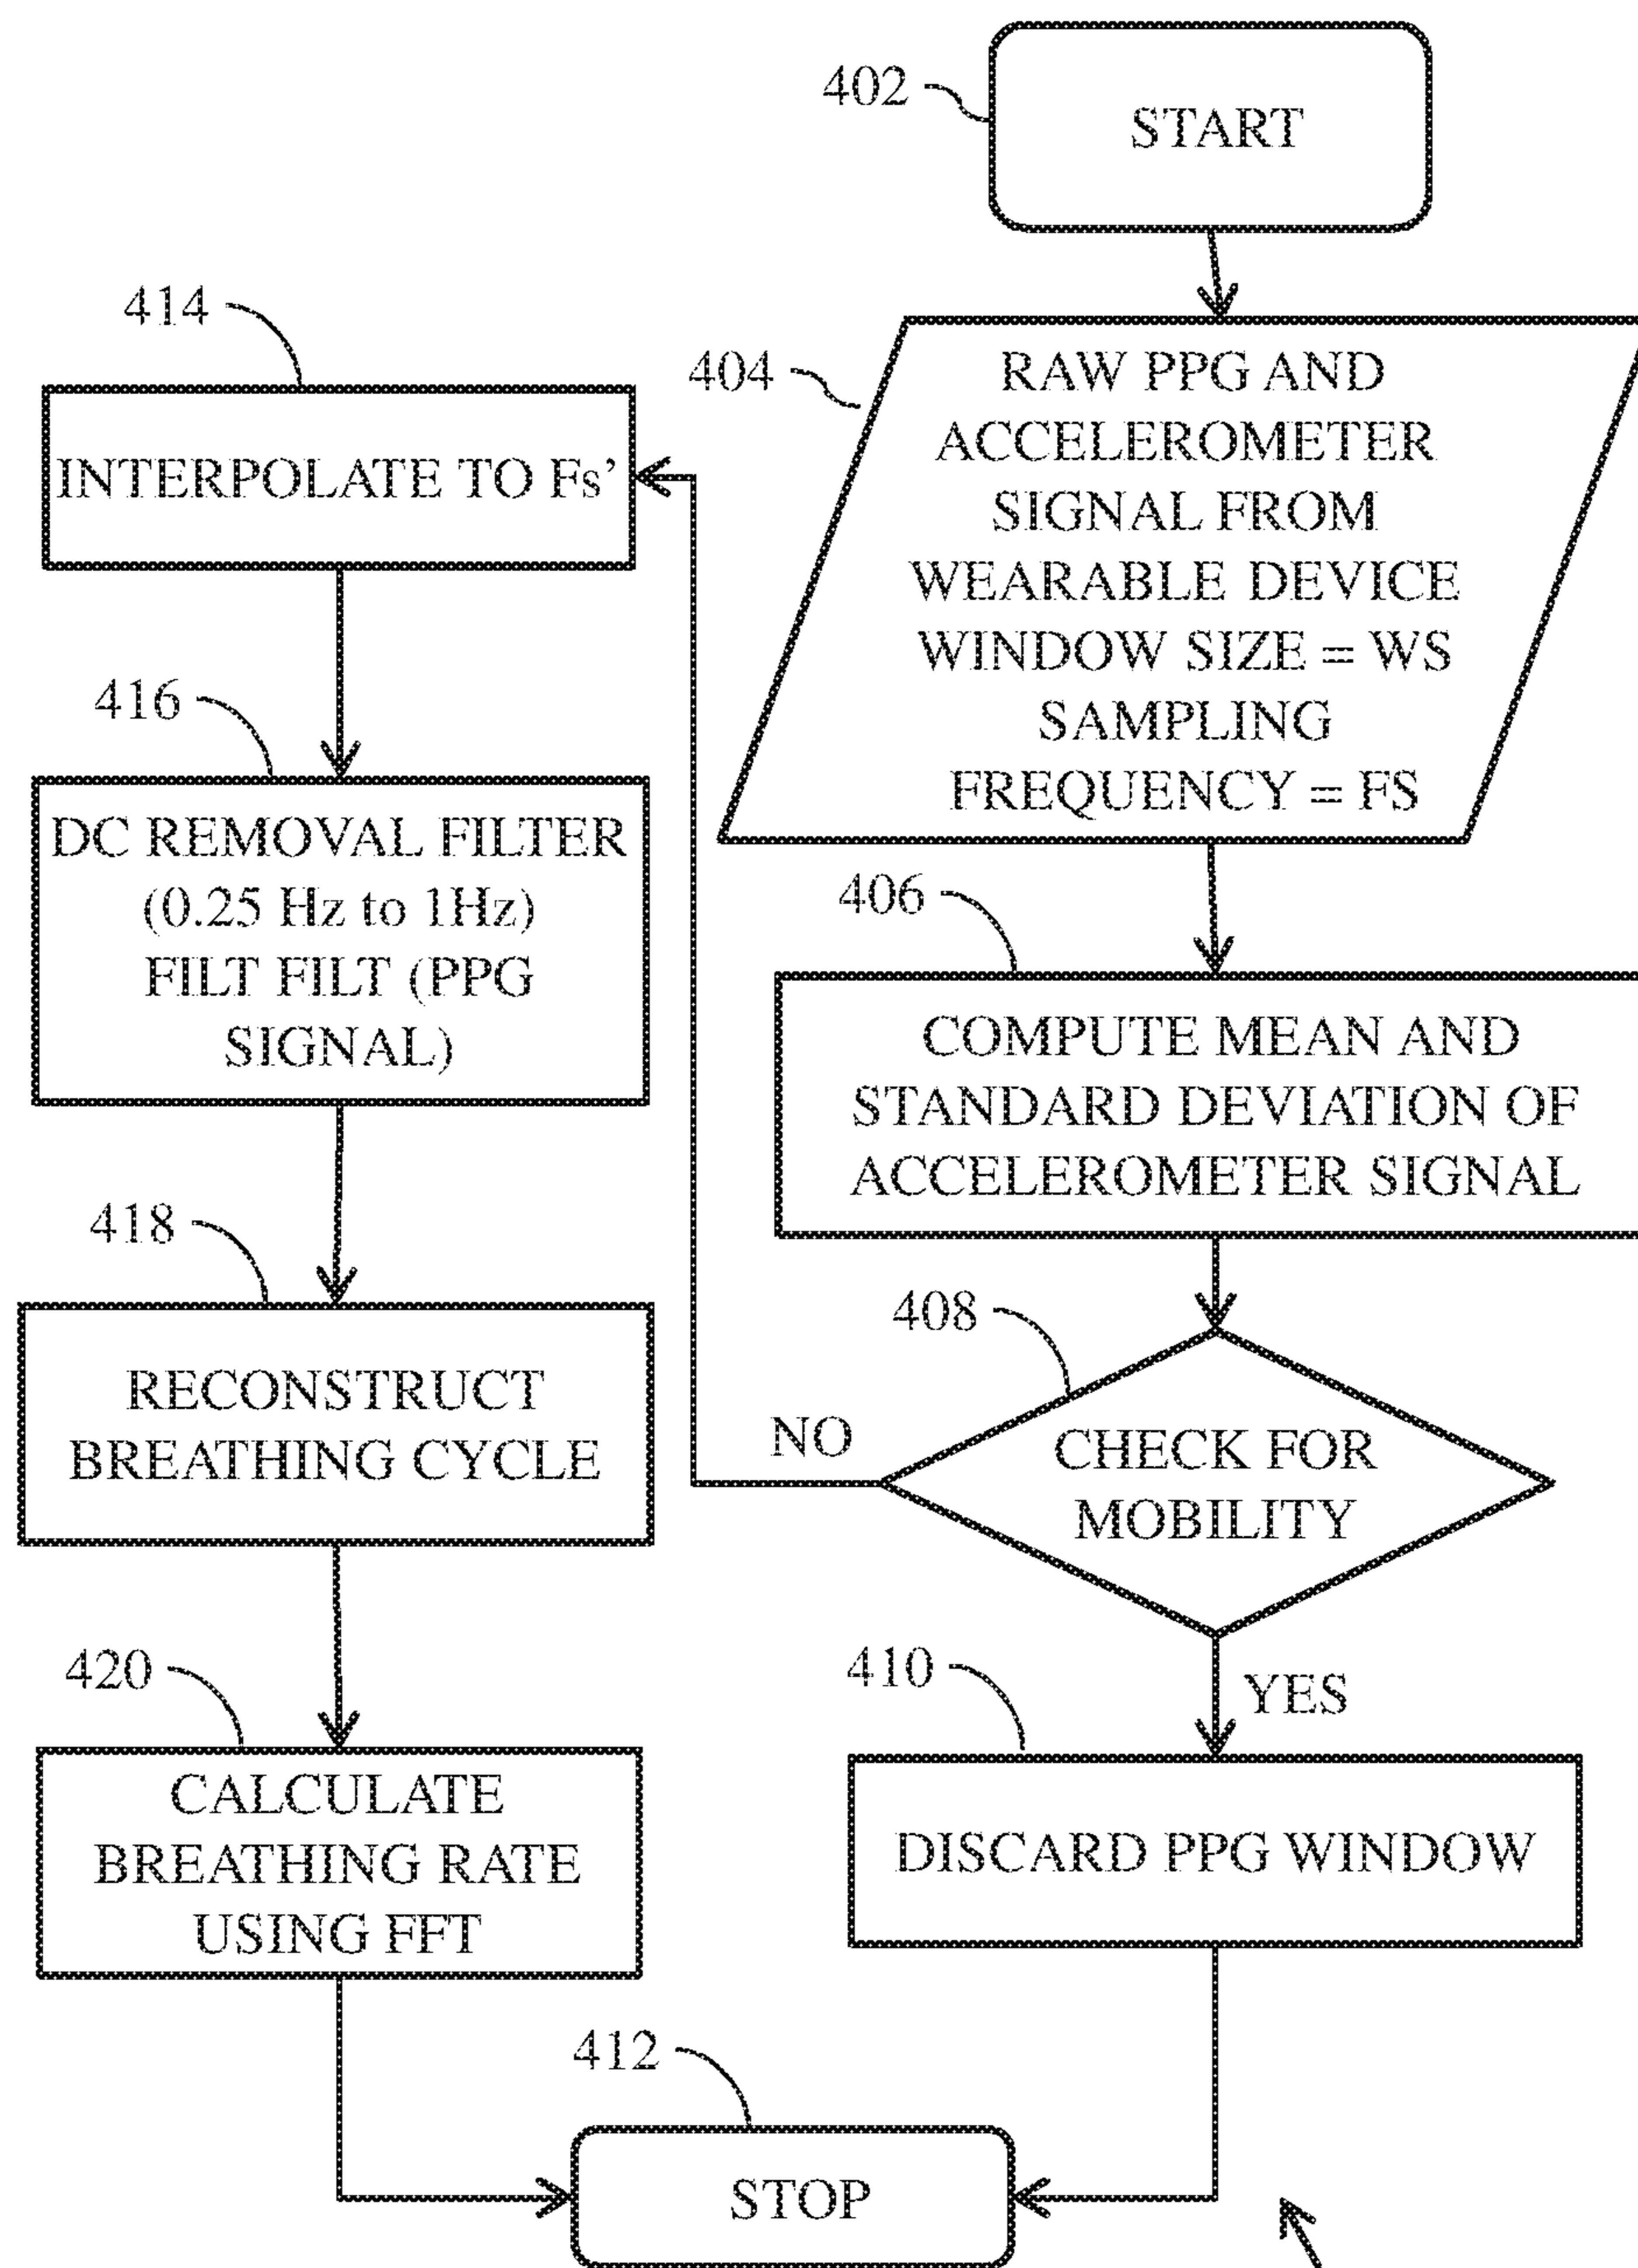 402
START
404
RAW PPG AND
ACCELEROMETER
SIGNAL FROM
WEARABLE DEVICE
WINDOW SIZE = WS
SAMPLING
FREQUENCY = FS
406
COMPUTE MEAN AND
STANDARD DEVIATION OF
ACCELEROMETER SIGNAL
408
CHECK FOR
MOBILITY
NO
YES
410
DISCARD PPG WINDOW
414
INTERPOLATE TO Fs’
416
DC REMOVAL FILTER
(0.25 Hz to 1Hz)
FILT FILT (PPG
SIGNAL)
418
RECONSTRUCT
BREATHING CYCLE
420
CALCULATE
BREATHING RATE
USING FFT
412
STOP